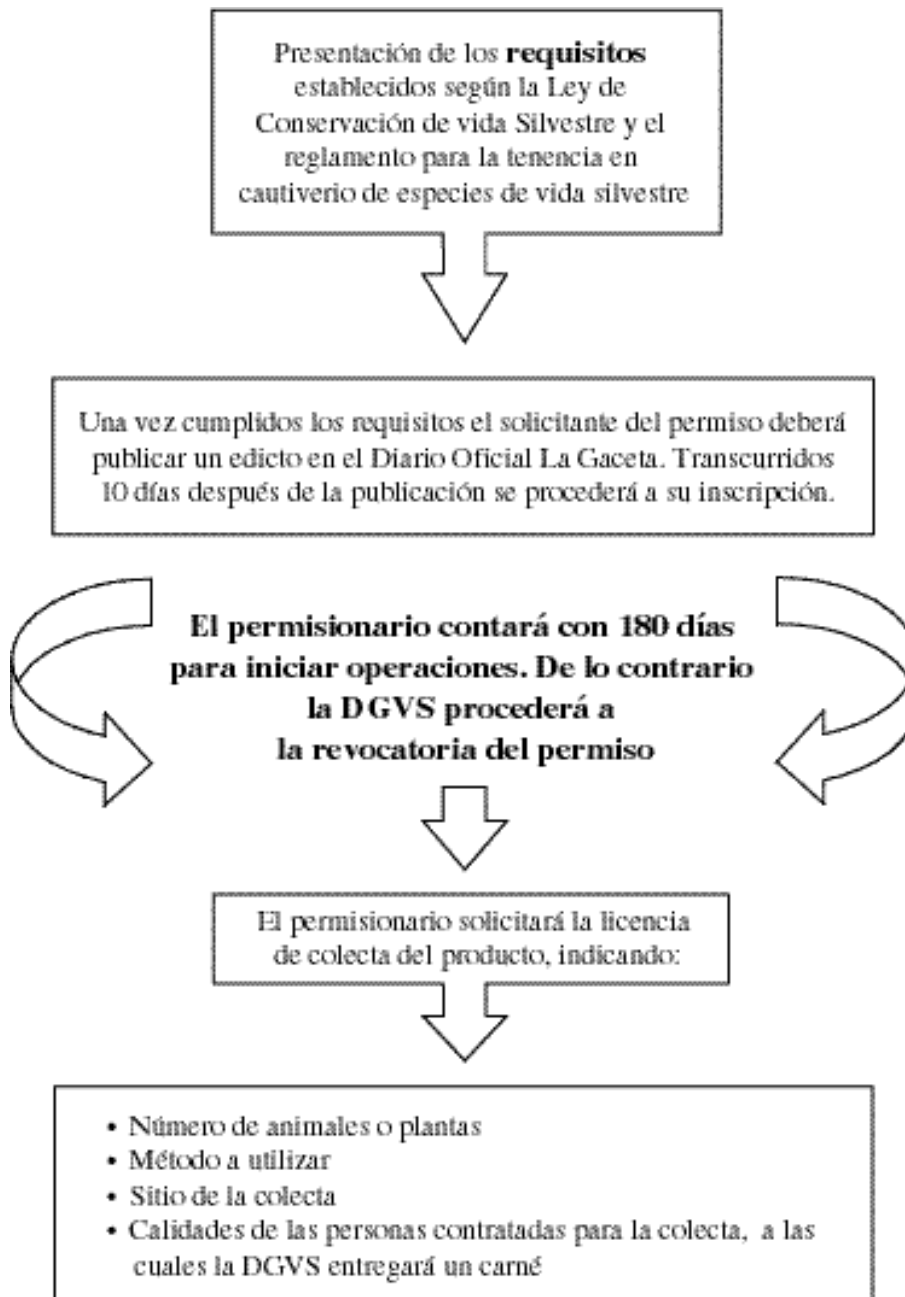 Presentación de los requisitos
establecidos según la Ley de
Conservación de vida Silvestre y el
reglamento para la tenencia en
cautiverio de especies de vida silvestre
Una vez cumplidos los requisitos el solicitante del permiso deberá
publicar un edicto en el Diario Oficial La Gaceta. Transcurridos
10 días después de la publicación se procederá a su inscripción.
El permisionario contará con 180 días
para iniciar operaciones. De lo contrario
la DGVS procederá a
la revocatoria del permiso
El permisionario solicitará la licencia
de colecta del producto, indicando:
• Número de animales o plantas
• Método a utilizar
• Sitio de la colecta
• Calidades de las personas contratadas para la colecta, a las
cuales la DGVS entregará un carné